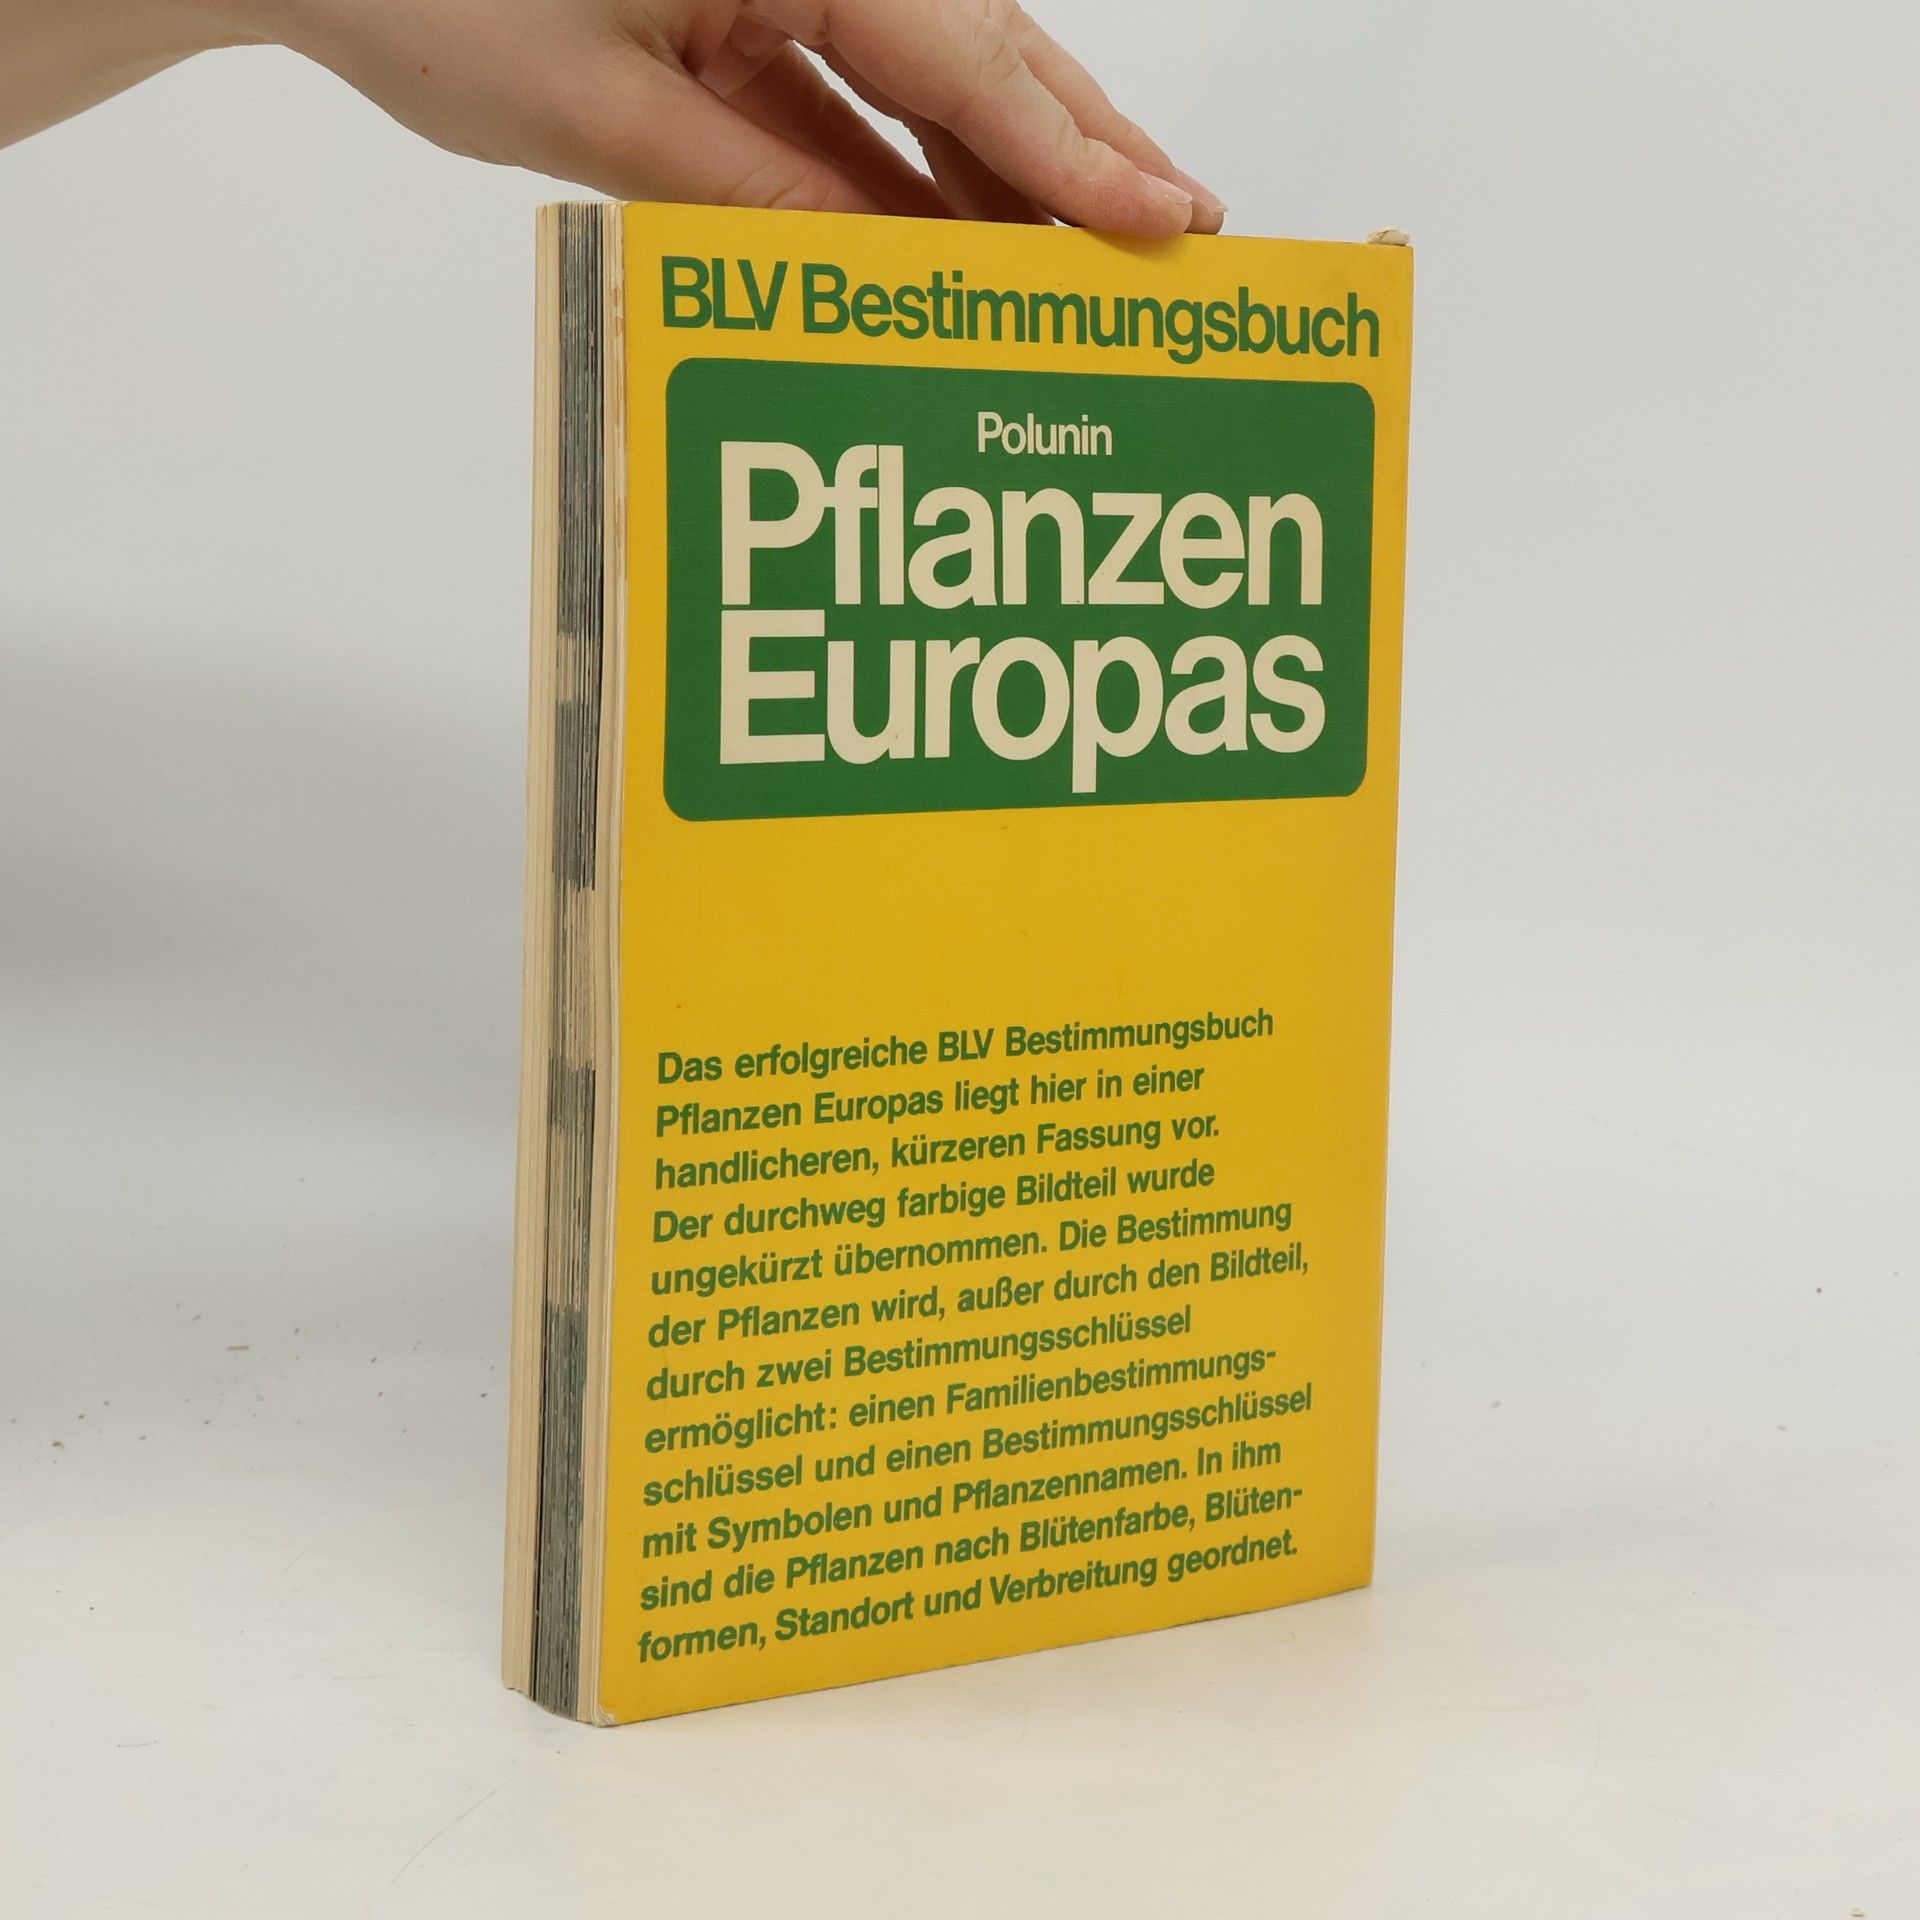 BLV Bestimmungsbuch
Polunin
Pflanzen
Europas
Das erfolgreiche BLV Bestimmungsbuch
Pflanzen Europas liegt hier in einer
handlicheren, kürzeren Fassung vor.
Der durchweg farbige Bildteil wurde
ungekürzt übernommen. Die Bestimmung
der Pflanzen wird, außer durch den Bildteil,
durch zwei Bestimmungsschlüssel
ermöglicht: einen Familienbestimmungs-
schlüssel und einen Bestimmungsschlüssel
mit Symbolen und Pflanzennamen. In ihm
sind die Pflanzen nach Blütenfarbe, Blüten-
formen, Standort und Verbreitung geordnet.